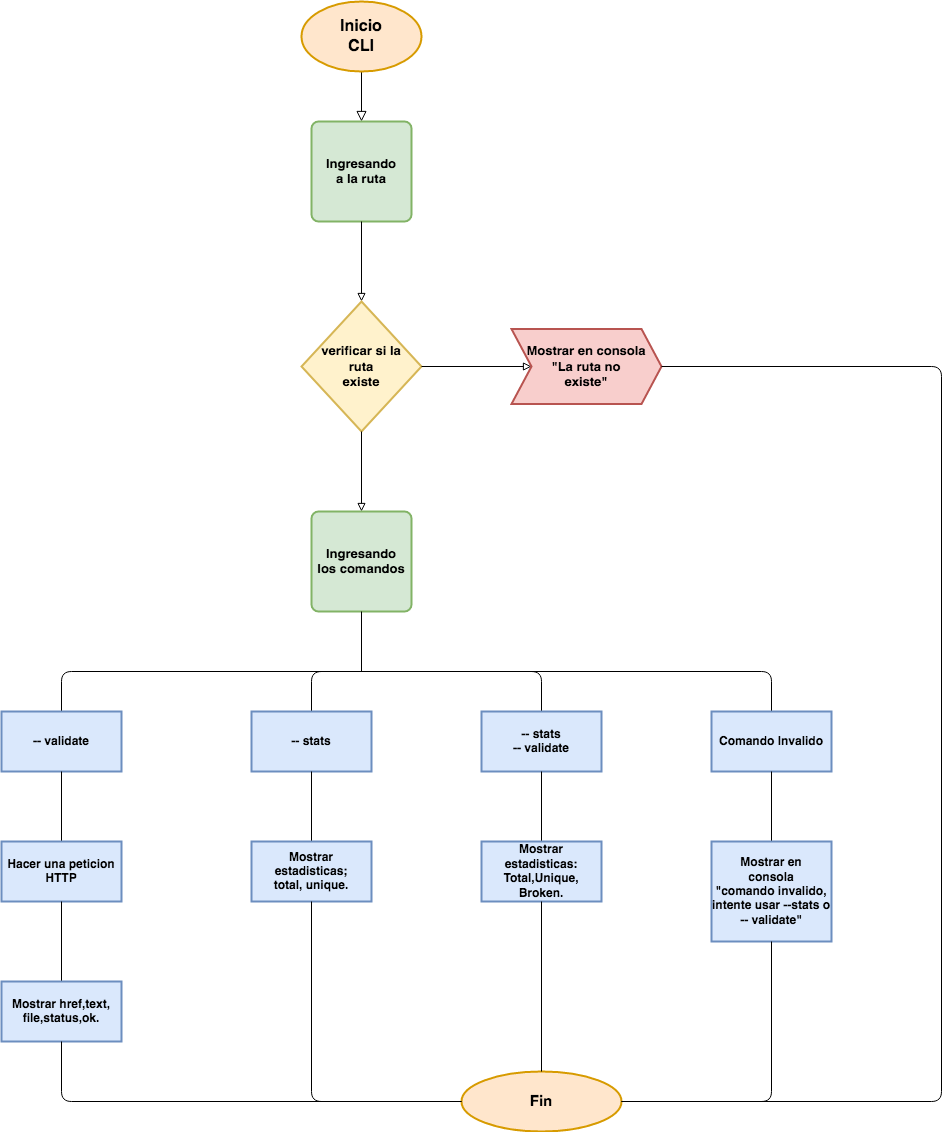 Inicio
CLI
Ingresando
a la ruta
verificar si la
ruta
existe
Mostrar en consola
"La ruta no
existe"
Ingresando
los comandos
-- validate
-- stats
-- stats
-- validate
Comando Invalido
Hacer una peticion
HTTP
Mostrar
estadisticas;
total, unique.
Mostrar
estadisticas:
Total,Unique,
Broken.
Mostrar en
consola
"comando invalido,
intente usar --stats o
-- validate"
Mostrar href,text,
file,status,ok.
Fin